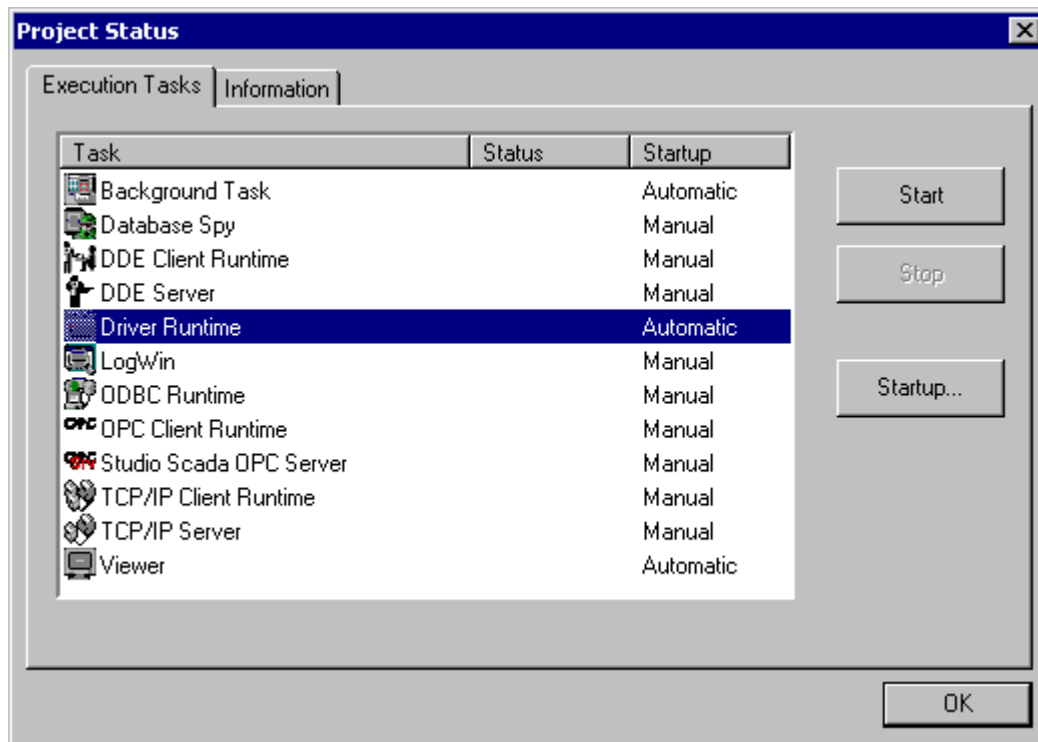 Project Status
Execution Tasks Information
Task Status Startup
Background Task Automatic
Database Spy Manual
DDE Client Runtime Manual
DDE Server Manual
Driver Runtime Automatic
LogWin Manual
ODBC Runtime Manual
OPC OPC Client Runtime Manual
OPC Studio Scada OPC Server Manual
TCP/IP Client Runtime Manual
TCP/IP Server Manual
Viewer Automatic
Start
Stop
Startup...
OK